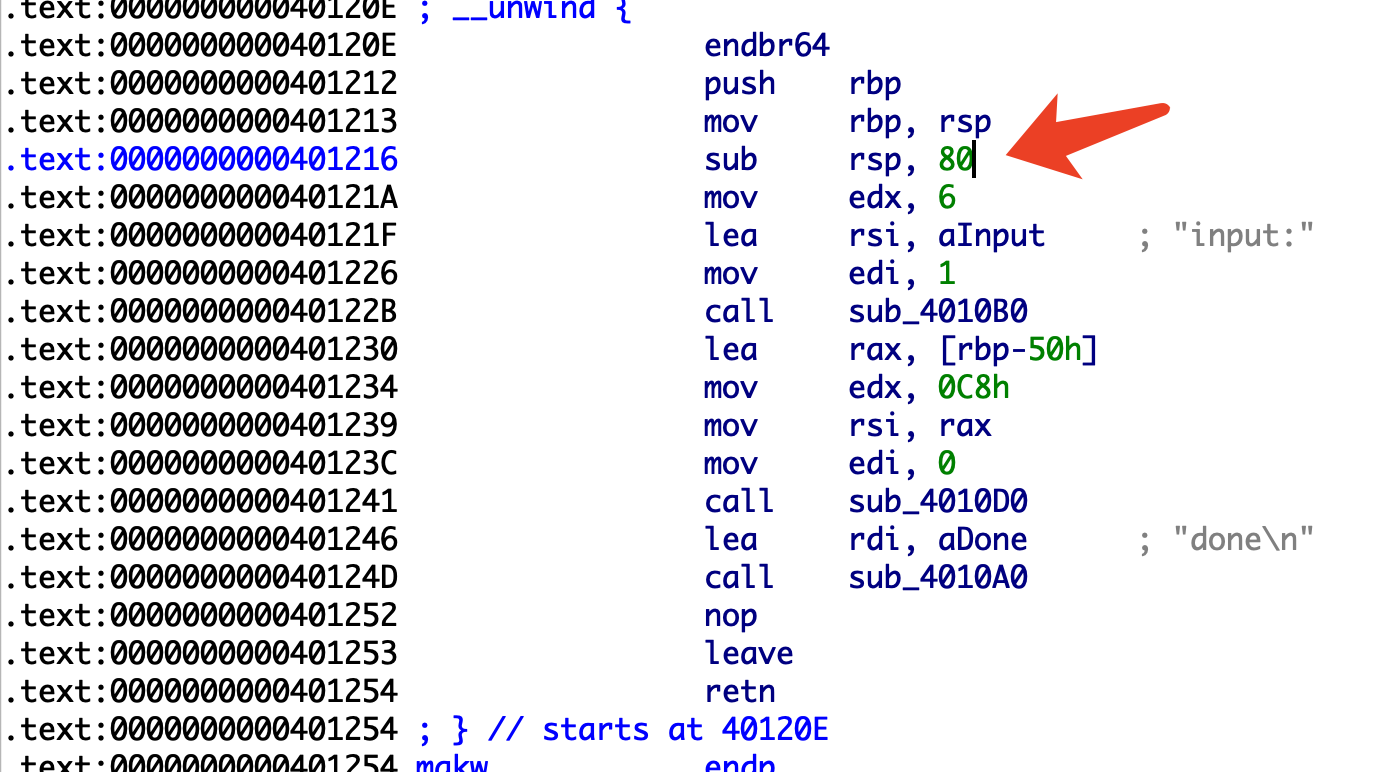 .text:000000000040120E ; __unwind {
.text:000000000040120E endbr64
.text:0000000000401212 push rbp
.text:0000000000401213 mov rbp, rsp
.text:0000000000401216 sub rsp, 80
.text:000000000040121A mov edx, 6
.text:000000000040121F lea rsi, aInput ; "input:"
.text:0000000000401226 mov edi, 1
.text:000000000040122B call sub_4010B0
.text:0000000000401230 lea rax, [rbp-50h]
.text:0000000000401234 mov edx, 0C8h
.text:0000000000401239 mov rsi, rax
.text:000000000040123C mov edi, 0
.text:0000000000401241 call sub_4010D0
.text:0000000000401246 lea rdi, aDone ; "done\n"
.text:000000000040124D call sub_4010A0
.text:0000000000401252 nop
.text:0000000000401253 leave
.text:0000000000401254 retn
.text:0000000000401254 ; } // starts at 40120E
.text:0000000000401254 makw endp